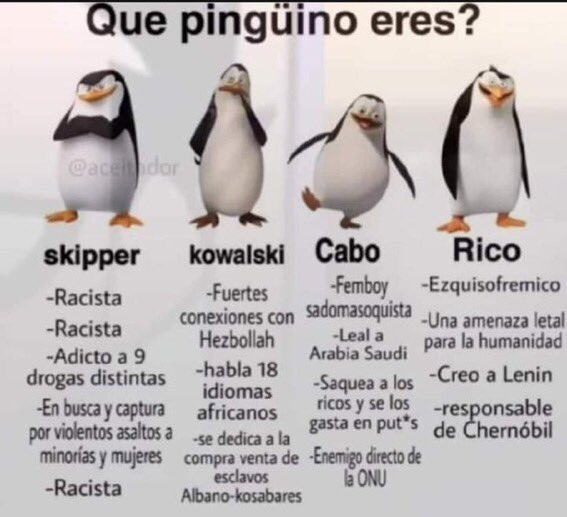 Que pingüino eres?
@aceitador
skipper
-Racista
-Racista
-Adicto a 9
drogas distintas
-En busca y captura
por violentos asaltos a
minorías y mujeres
-Racista
kowalski
-Fuertes
conexiones con
Hezbollah
-habla 18
idiomas
africanos
-se dedica a la
compra venta de
esclavos
Albano-kosabares
Cabo
-Femboy
sadomasoquista
-Leal a
Arabia Saudi
-Saquea a los
ricos y se los
gasta en put*s
-Enemigo directo de
la ONU
Rico
-Ezquisofremico
-Una amenaza letal
para la humanidad
-Creo a Lenin
-responsable
de Chernóbil